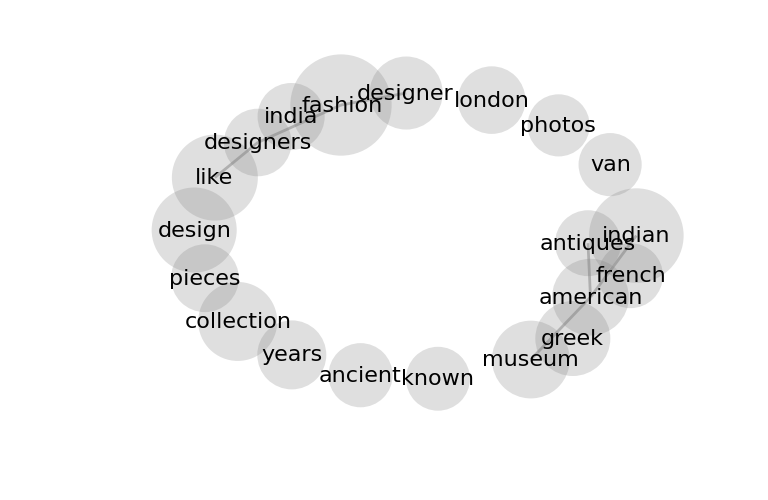 designer
fashion
london
india
photos
designers
van
like
design
indian
antiques
french
pieces
american
collection
greek
years
museum
ancient
known